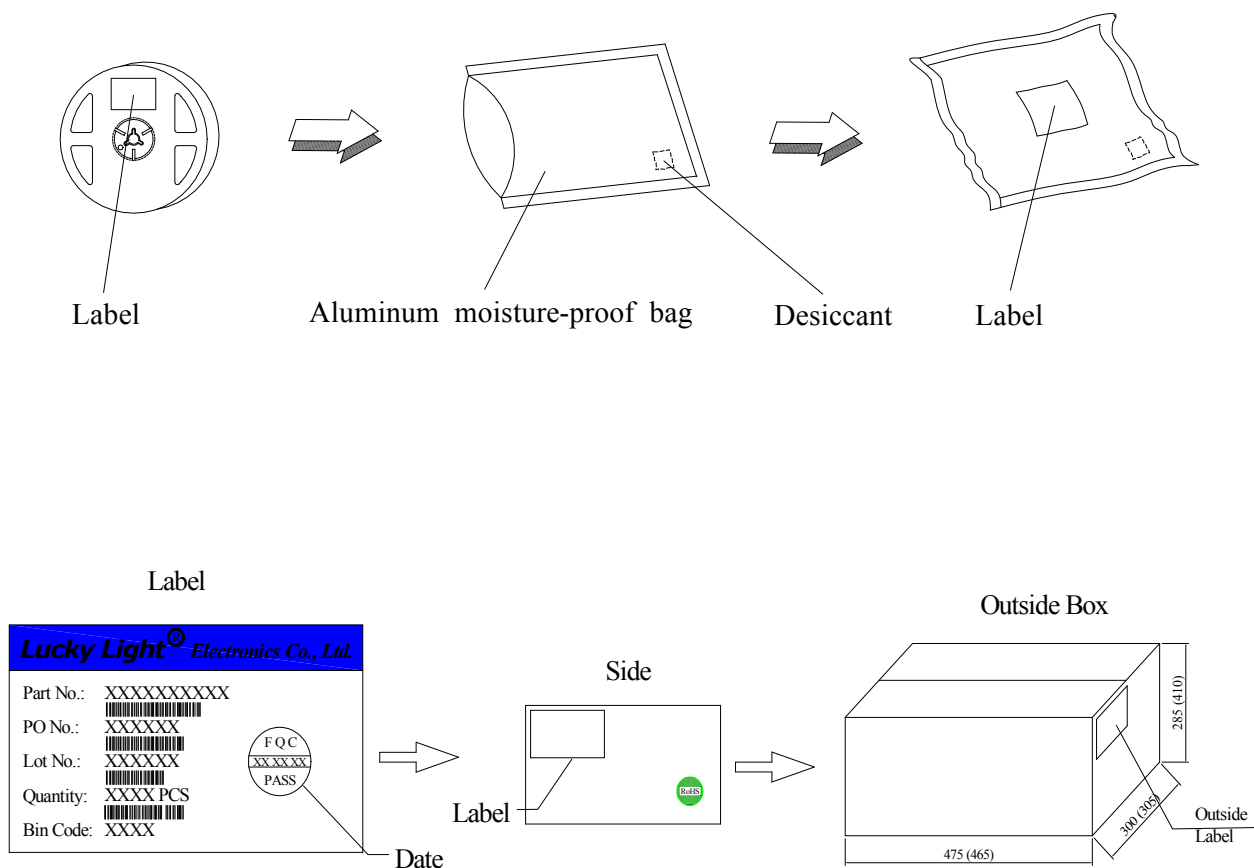 Label
Aluminum moisture-proof bag
Desiccant
Label
Label
Lucky Light® Electronics Co., Ltd.
Part No.: XXXXXXXXXX
PO No.: XXXXXX
Lot No.: XXXXXX
Quantity: XXXX PCS
Bin Code: XXXX
FQC
XX XX XX
PASS
Date
Side
Label
RoHS
Outside Box
285 (410)
300 (305)
475 (465)
Outside
Label